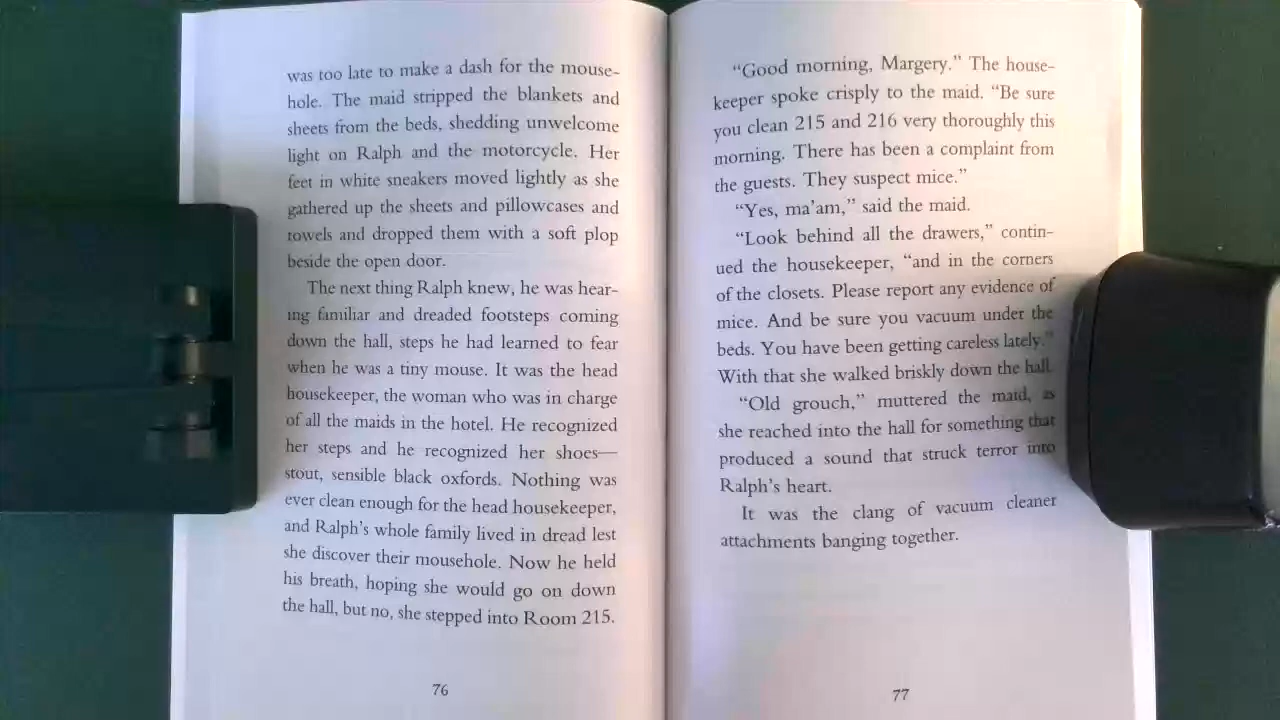 was too late to make a dash for the mouse-
hole. The maid stripped the blankets and
sheets from the beds, shedding unwelcome
light on Ralph and the motorcycle. Her
feet in white sneakers moved lightly as she
gathered up the sheets and pillowcases and
towels and dropped them with a soft plop
beside the open door.
The next thing Ralph knew, he was hear-
ing familiar and dreaded footsteps coming
down the hall, steps he had learned to fear
when he was a tiny mouse. It was the head
housekeeper, the woman who was in charge
of all the maids in the hotel. He recognized
her steps and he recognized her shoes—
stout, sensible black oxfords. Nothing was
ever clean enough for the head housekeeper,
and Ralph's whole family lived in dread lest
she discover their mousehole. Now he held
his breath, hoping she would go on down
the hall, but no, she stepped into Room 215.
76
“Good morning, Margery.” The house-
keeper spoke crisply to the maid. “Be sure
you clean 215 and 216 very thoroughly this
morning. There has been a complaint from
the guests. They suspect mice.”
“Yes, ma'am,” said the maid.
“Look behind all the drawers,” contin-
ued the housekeeper, “and in the corners
of the closets. Please report any evidence of
mice. And be sure you vacuum under the
beds. You have been getting careless lately.”
With that she walked briskly down the hall.
“Old grouch,” muttered the maid, as
she reached into the hall for something that
produced a sound that struck terror into
Ralph's heart.
It was the clang of vacuum cleaner
attachments banging together.
77